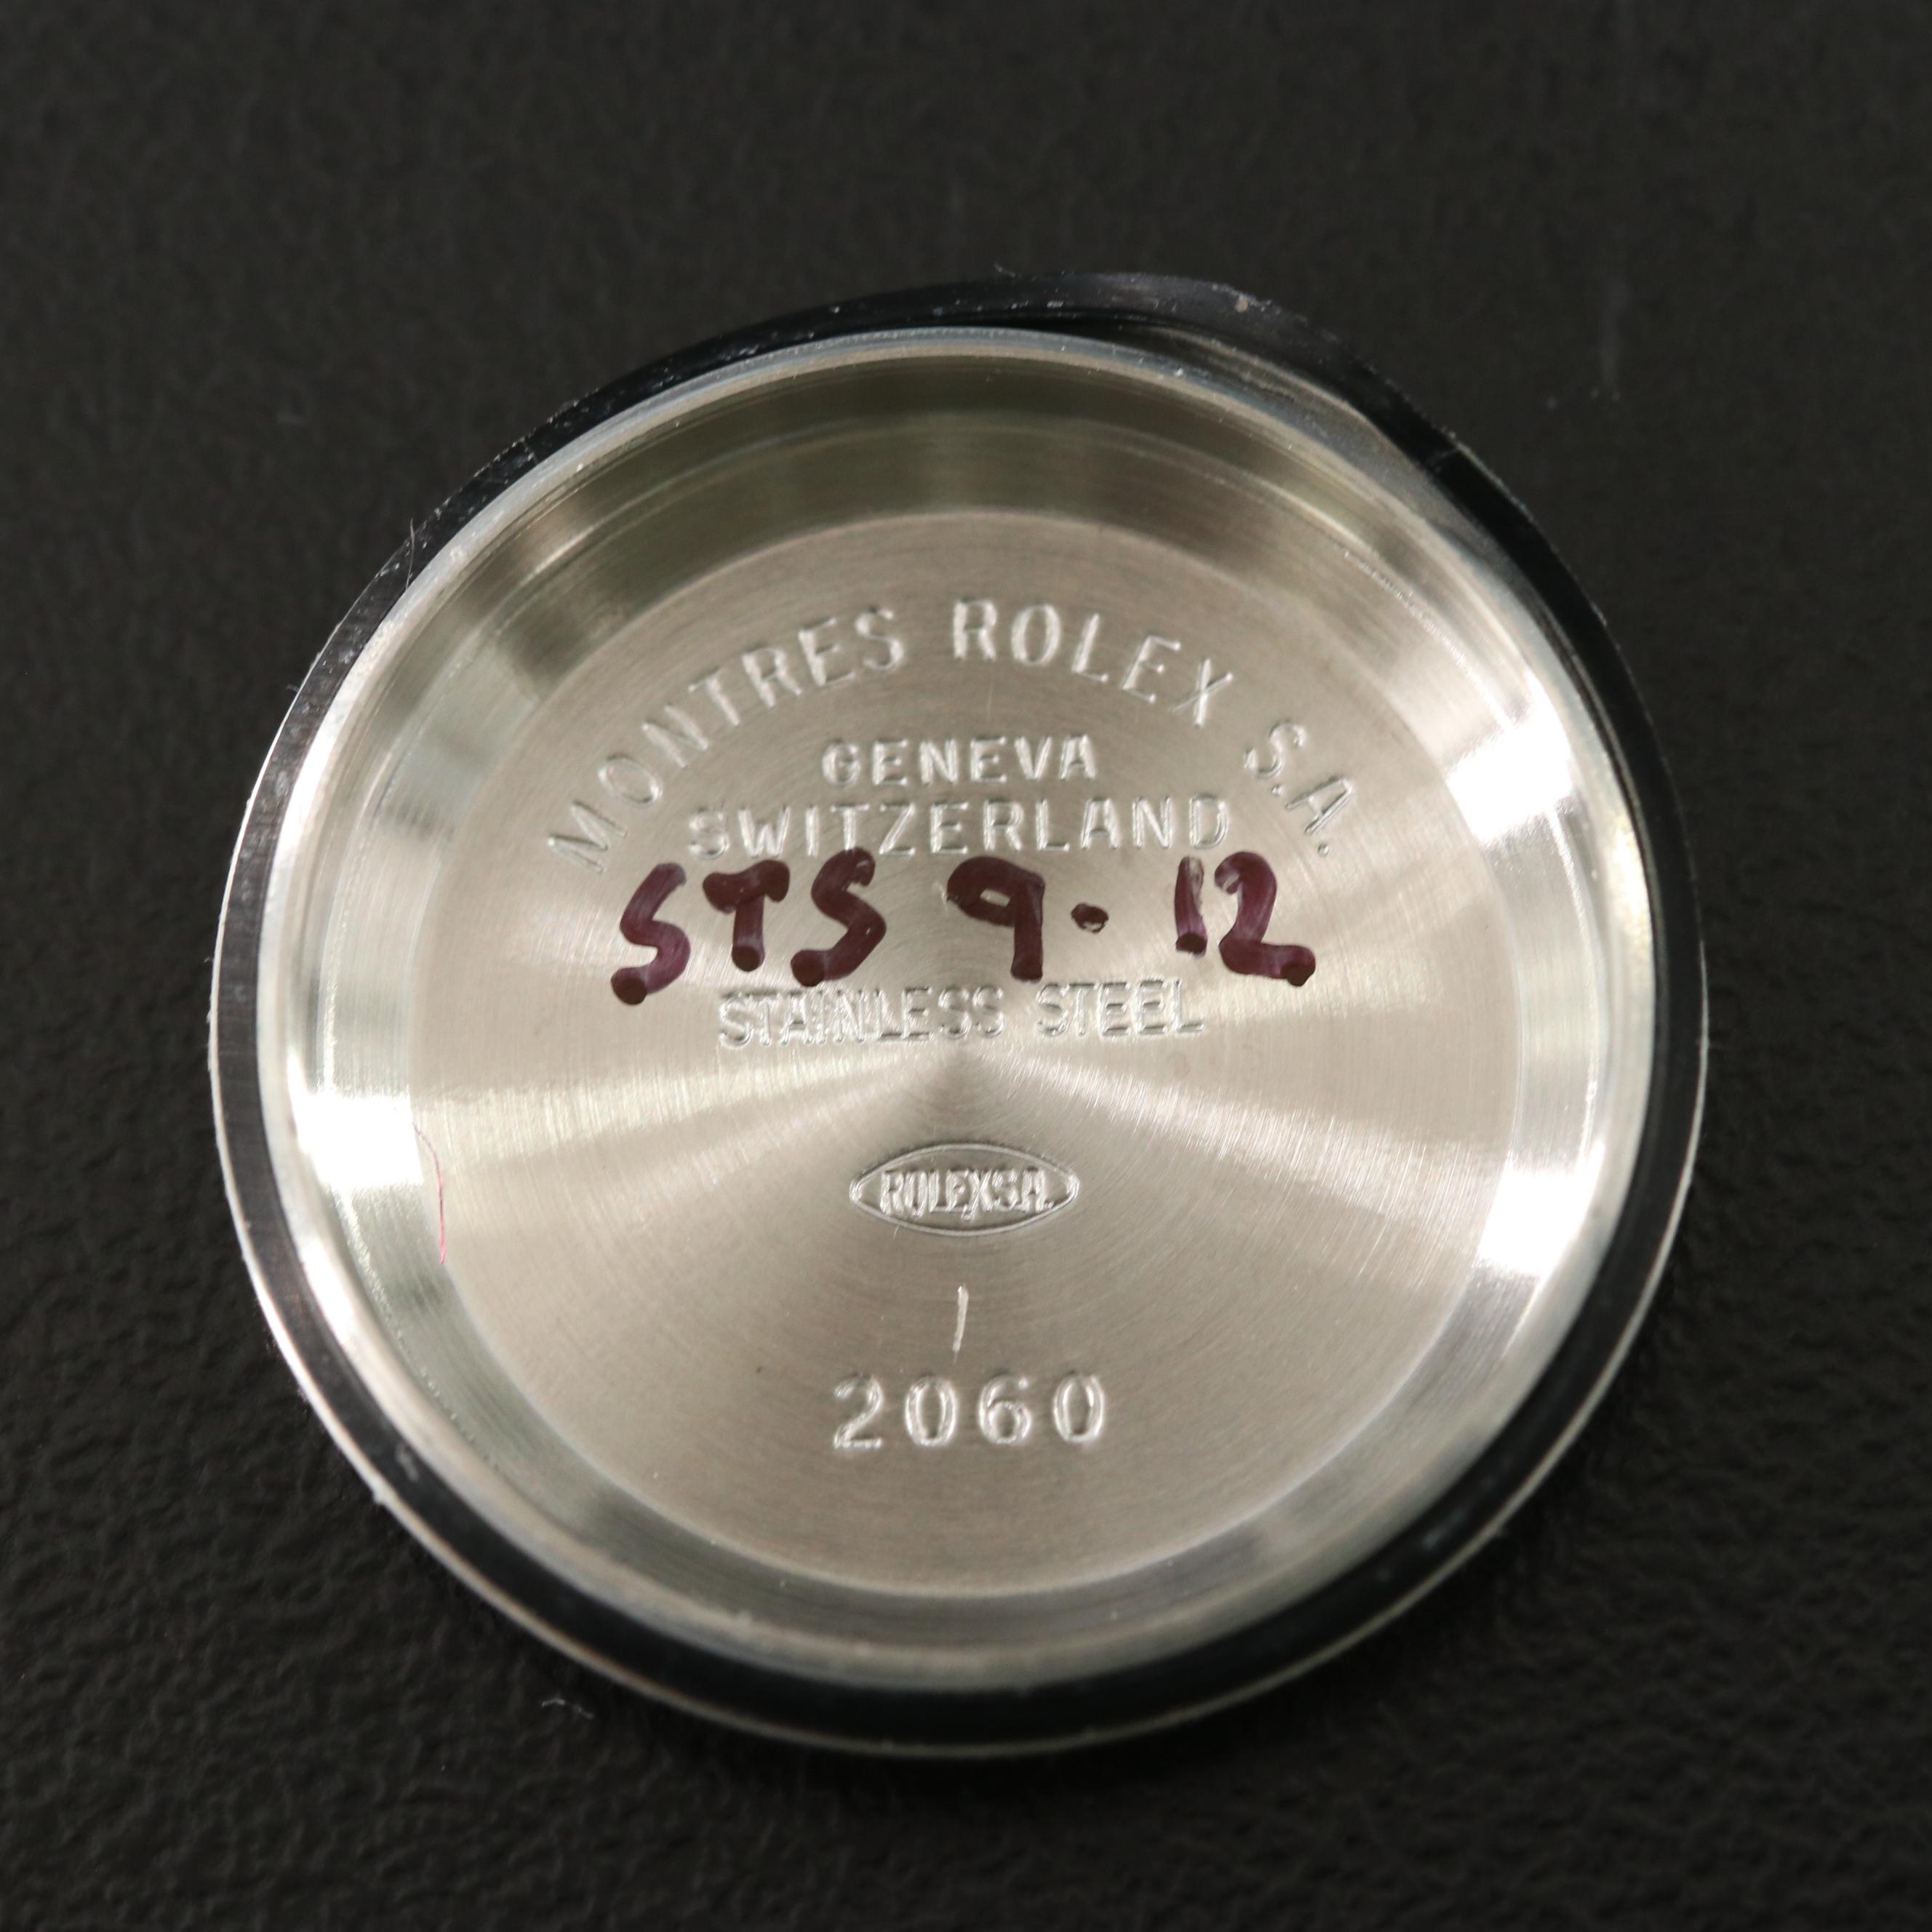 MONTRES ROLEX S.A.
GENEVA
SWITZERLAND
STS 9.12
STAINLESS STEEL
ROLEX S.A.
2060